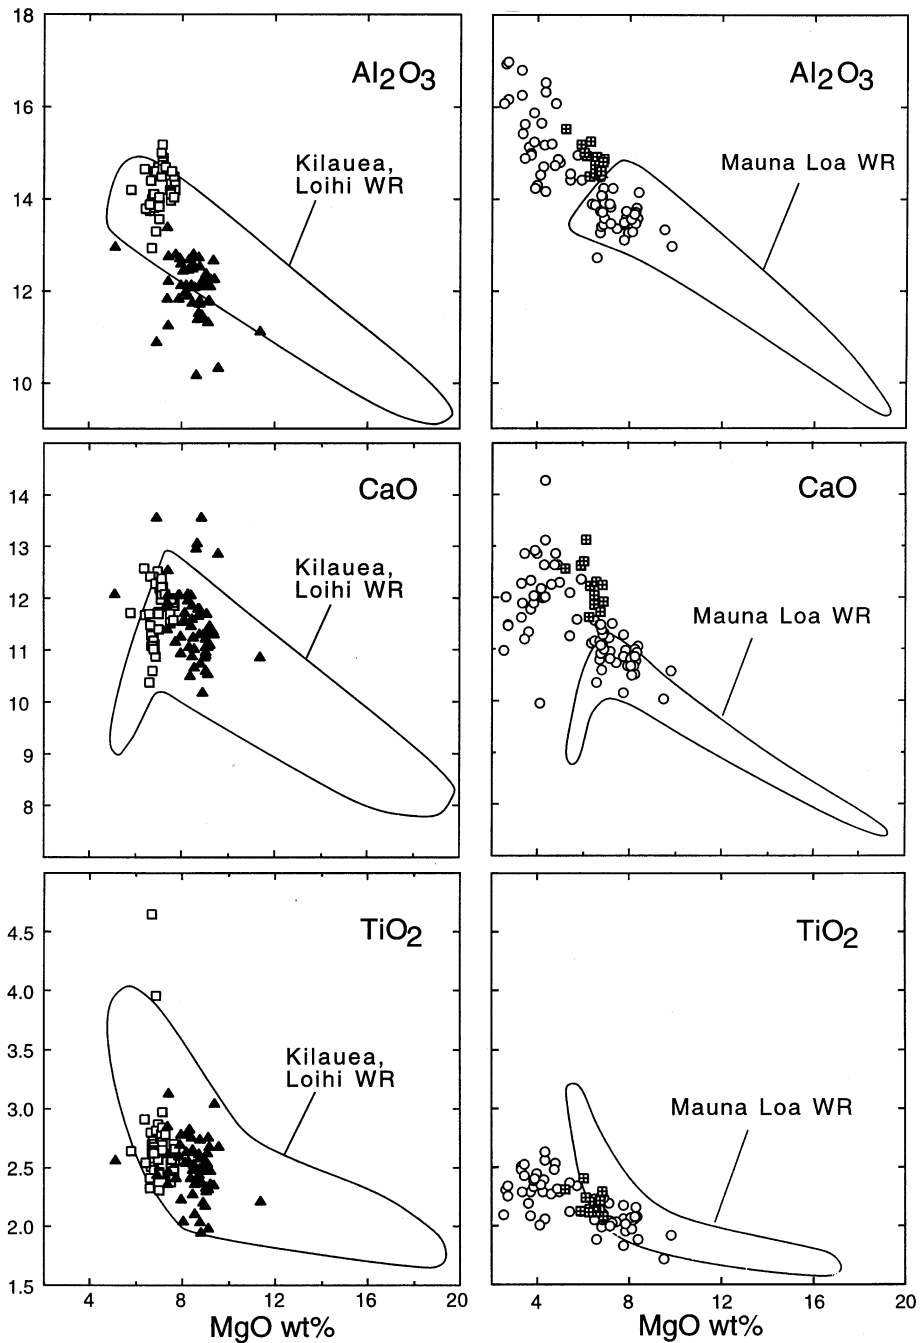 18
16
14
12
10
Al2O3
Kilauea,
Loihi WR
Al2O3
Mauna Loa WR
14
13
12
11
10
9
8
CaO
Kilauea,
Loihi WR
CaO
Mauna Loa WR
4.5
4.0
3.5
3.0
2.5
2.0
1.5
TiO2
Kilauea,
Loihi WR
TiO2
Mauna Loa WR
4 8 12 16 20
MgO wt%
4 8 12 16 20
MgO wt%